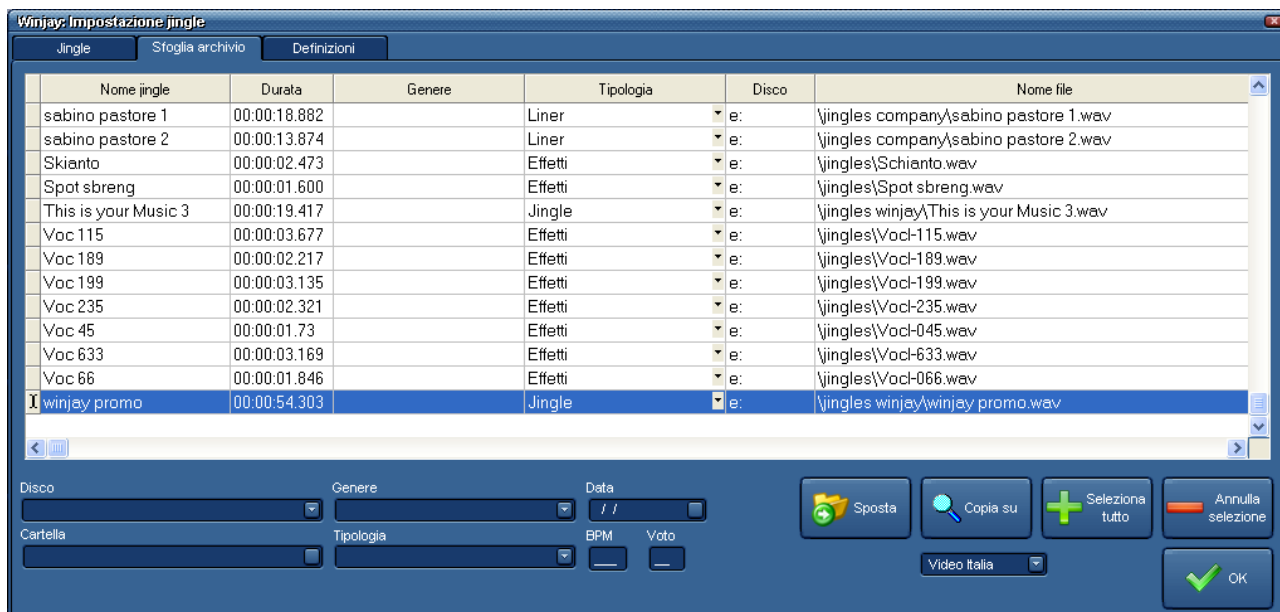 Winjay: Impostazione jingle
Jingle Sfoglia archivio Definizioni
Nome jingle Durata Genere Tipologia Disco Nome file
sabino pastore 1 00:00:18.882 Liner e: \jingles company\sabino pastore 1.wav
sabino pastore 2 00:00:13.874 Liner e: \jingles company\sabino pastore 2.wav
Skianto 00:00:02.473 Effetti e: \jingles\Schianto.wav
Spot sbreng 00:00:01.600 Effetti e: \jingles\Spot sbreng.wav
This is your Music 3 00:00:19.417 Jingle e: \jingles winjay\This is your Music 3.wav
Voc 115 00:00:03.677 Effetti e: \jingles\Vocl-115.wav
Voc 189 00:00:02.217 Effetti e: \jingles\Vocl-189.wav
Voc 199 00:00:03.135 Effetti e: \jingles\Vocl-199.wav
Voc 235 00:00:02.321 Effetti e: \jingles\Vocl-235.wav
Voc 45 00:00:01.73 Effetti e: \jingles\Vocl-045.wav
Voc 633 00:00:03.169 Effetti e: \jingles\Vocl-633.wav
Voc 66 00:00:01.846 Effetti e: \jingles\Vocl-066.wav
winjay promo 00:00:54.303 Jingle e: \jingles winjay\winjay promo.wav
Disco Genere Data
/ /
Cartella Tipologia BPM Voto
Sposta Copia su Seleziona tutto Annulla selezione
Video Italia
OK